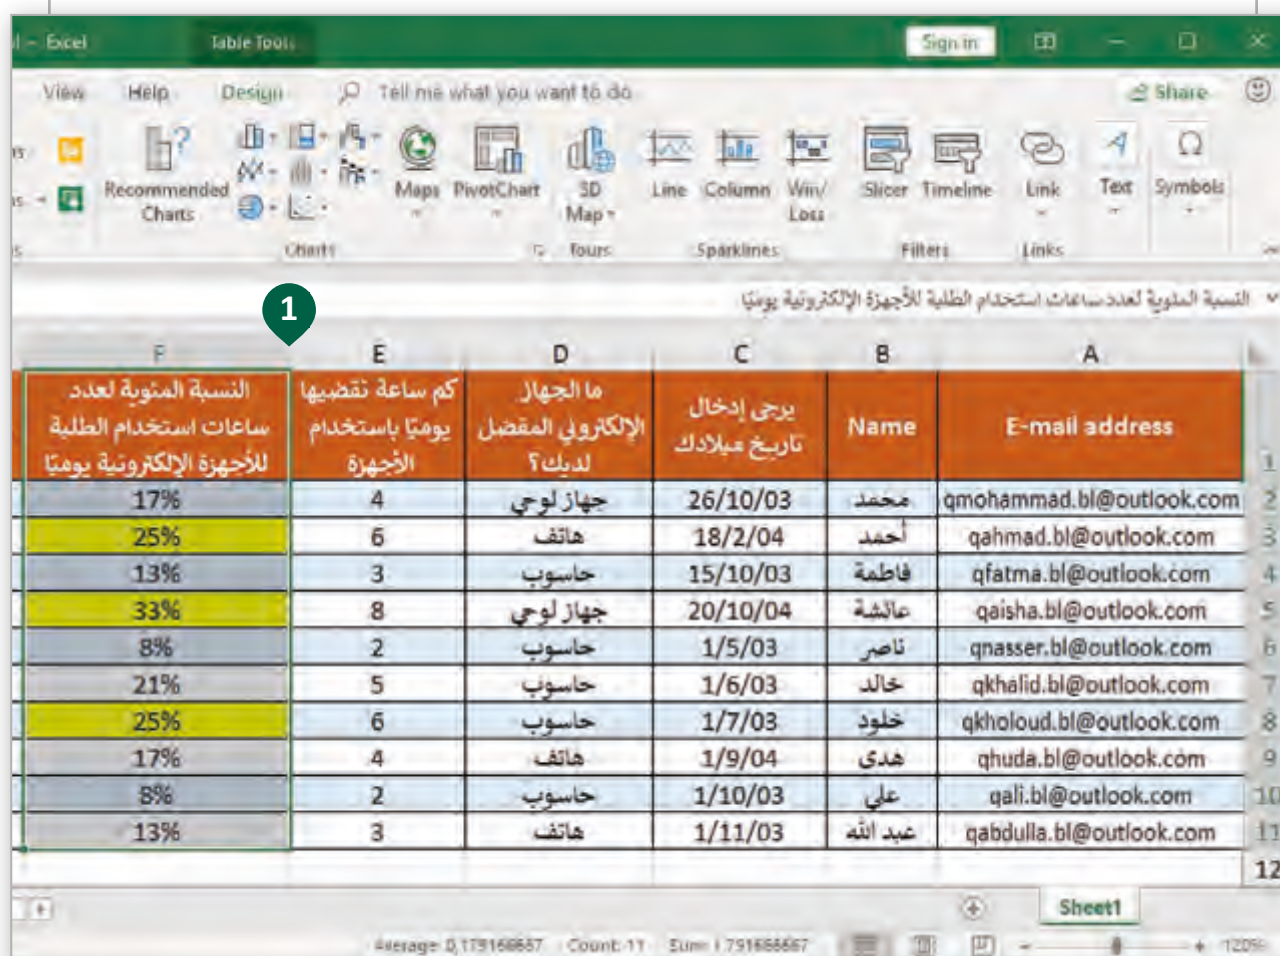 Excel
Table Tools
Sign in
View Help Design Tell me what you want to do Share
Recommended Charts
Maps
PivotChart
3D Map
Line
Column
Win/Loss
Slicer
Timeline
Link
Text
Symbols
Charts
Tours
Sparklines
Filters
Links
النسبة المئوية لعدد ساعات استخدام الطلبة للأجهزة الإلكترونية يوميًا
1
A B C D E F
1 E-mail address Name يرجى إدخال تاريخ ميلادك ما الجهاز الإلكتروني المفضل لديك؟ كم ساعة تقضيها يوميًا باستخدام الأجهزة النسبة المئوية لعدد ساعات استخدام الطلبة للأجهزة الإلكترونية يوميًا
2 qmohammad.bl@outlook.com محمد 26/10/03 جهاز لوحي 4 17%
3 qahmad.bl@outlook.com أحمد 18/2/04 هاتف 6 25%
4 qfatma.bl@outlook.com فاطمة 15/10/03 حاسوب 3 13%
5 qaisha.bl@outlook.com عائشة 20/10/04 جهاز لوحي 8 33%
6 qnasser.bl@outlook.com ناصر 1/5/03 حاسوب 2 8%
7 qkhalid.bl@outlook.com خالد 1/6/03 حاسوب 5 21%
8 qkholoud.bl@outlook.com خلود 1/7/03 حاسوب 6 25%
9 qhuda.bl@outlook.com هدى 1/9/04 هاتف 4 17%
10 qali.bl@outlook.com علي 1/10/03 حاسوب 2 8%
11 qabdulla.bl@outlook.com عبد الله 1/11/03 هاتف 3 13%
12
Sheet1
Average: 0,179166667 Count: 11 Sum: 1,791666667 120%